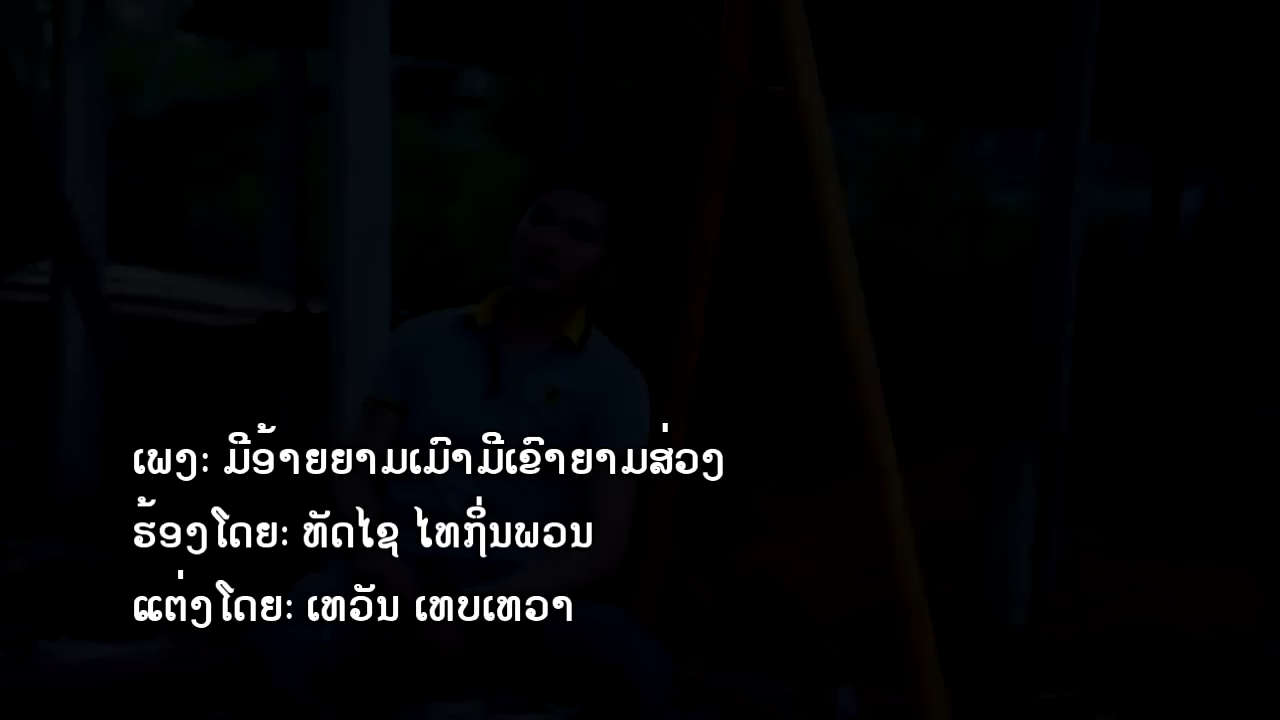 ເພງ: ມີອ້າຍຍາມເມົາມີເຂົາຍາມສ່ວງ
ຮ້ອງໂດຍ: ທັດໄຊ ໄທກິ່ນພວນ
ແຕ່ງໂດຍ: ເທວັນ ເທບເທວາ